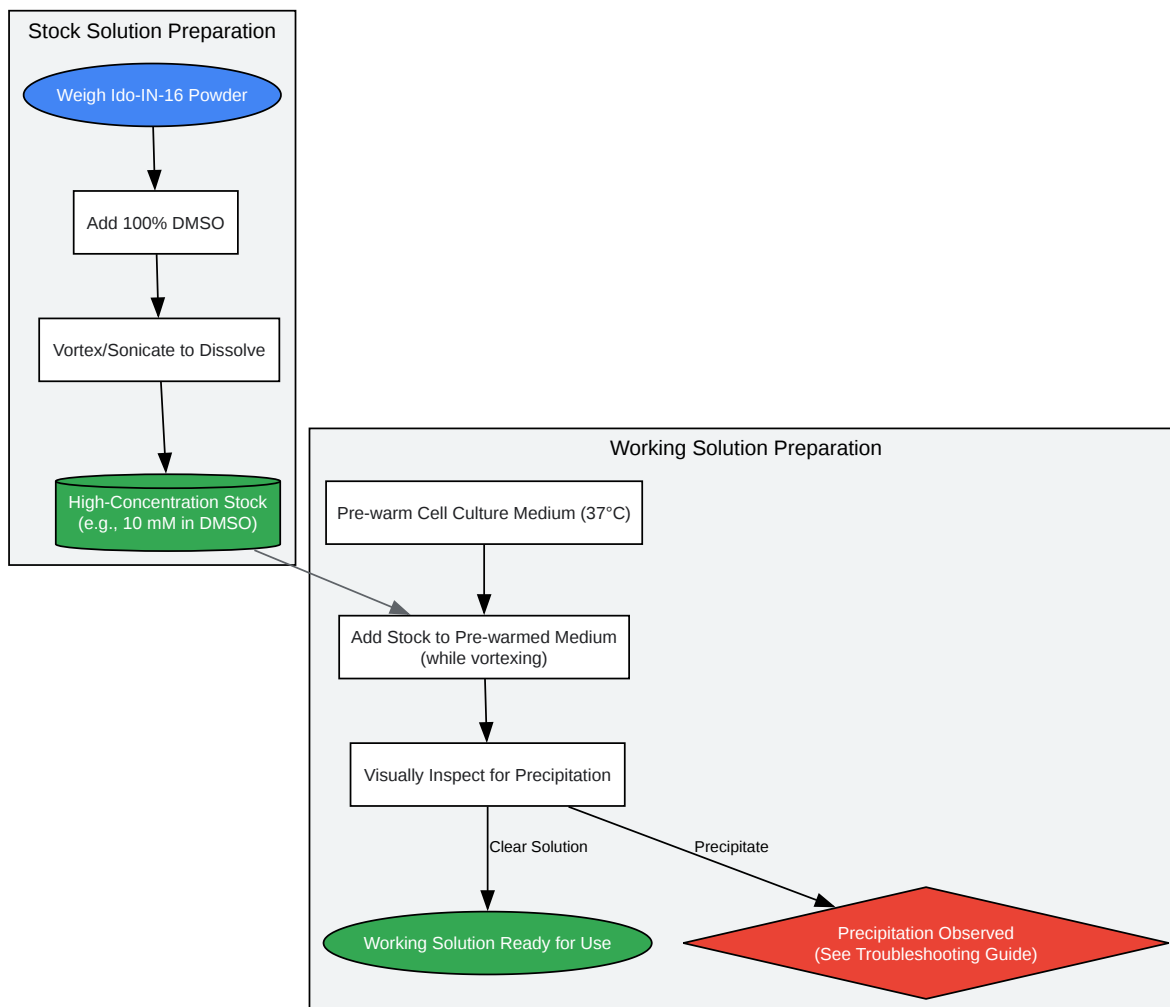 Stock Solution Preparation
Weigh Ido-IN-16 Powder
Add 100% DMSO
Vortex/Sonicate to Dissolve
High-Concentration Stock
(e.g., 10 mM in DMSO)
Working Solution Preparation
Pre-warm Cell Culture Medium (37°C)
Add Stock to Pre-warmed Medium
(while vortexing)
Visually Inspect for Precipitation
Clear Solution
Precipitate
Working Solution Ready for Use
Precipitation Observed
(See Troubleshooting Guide)